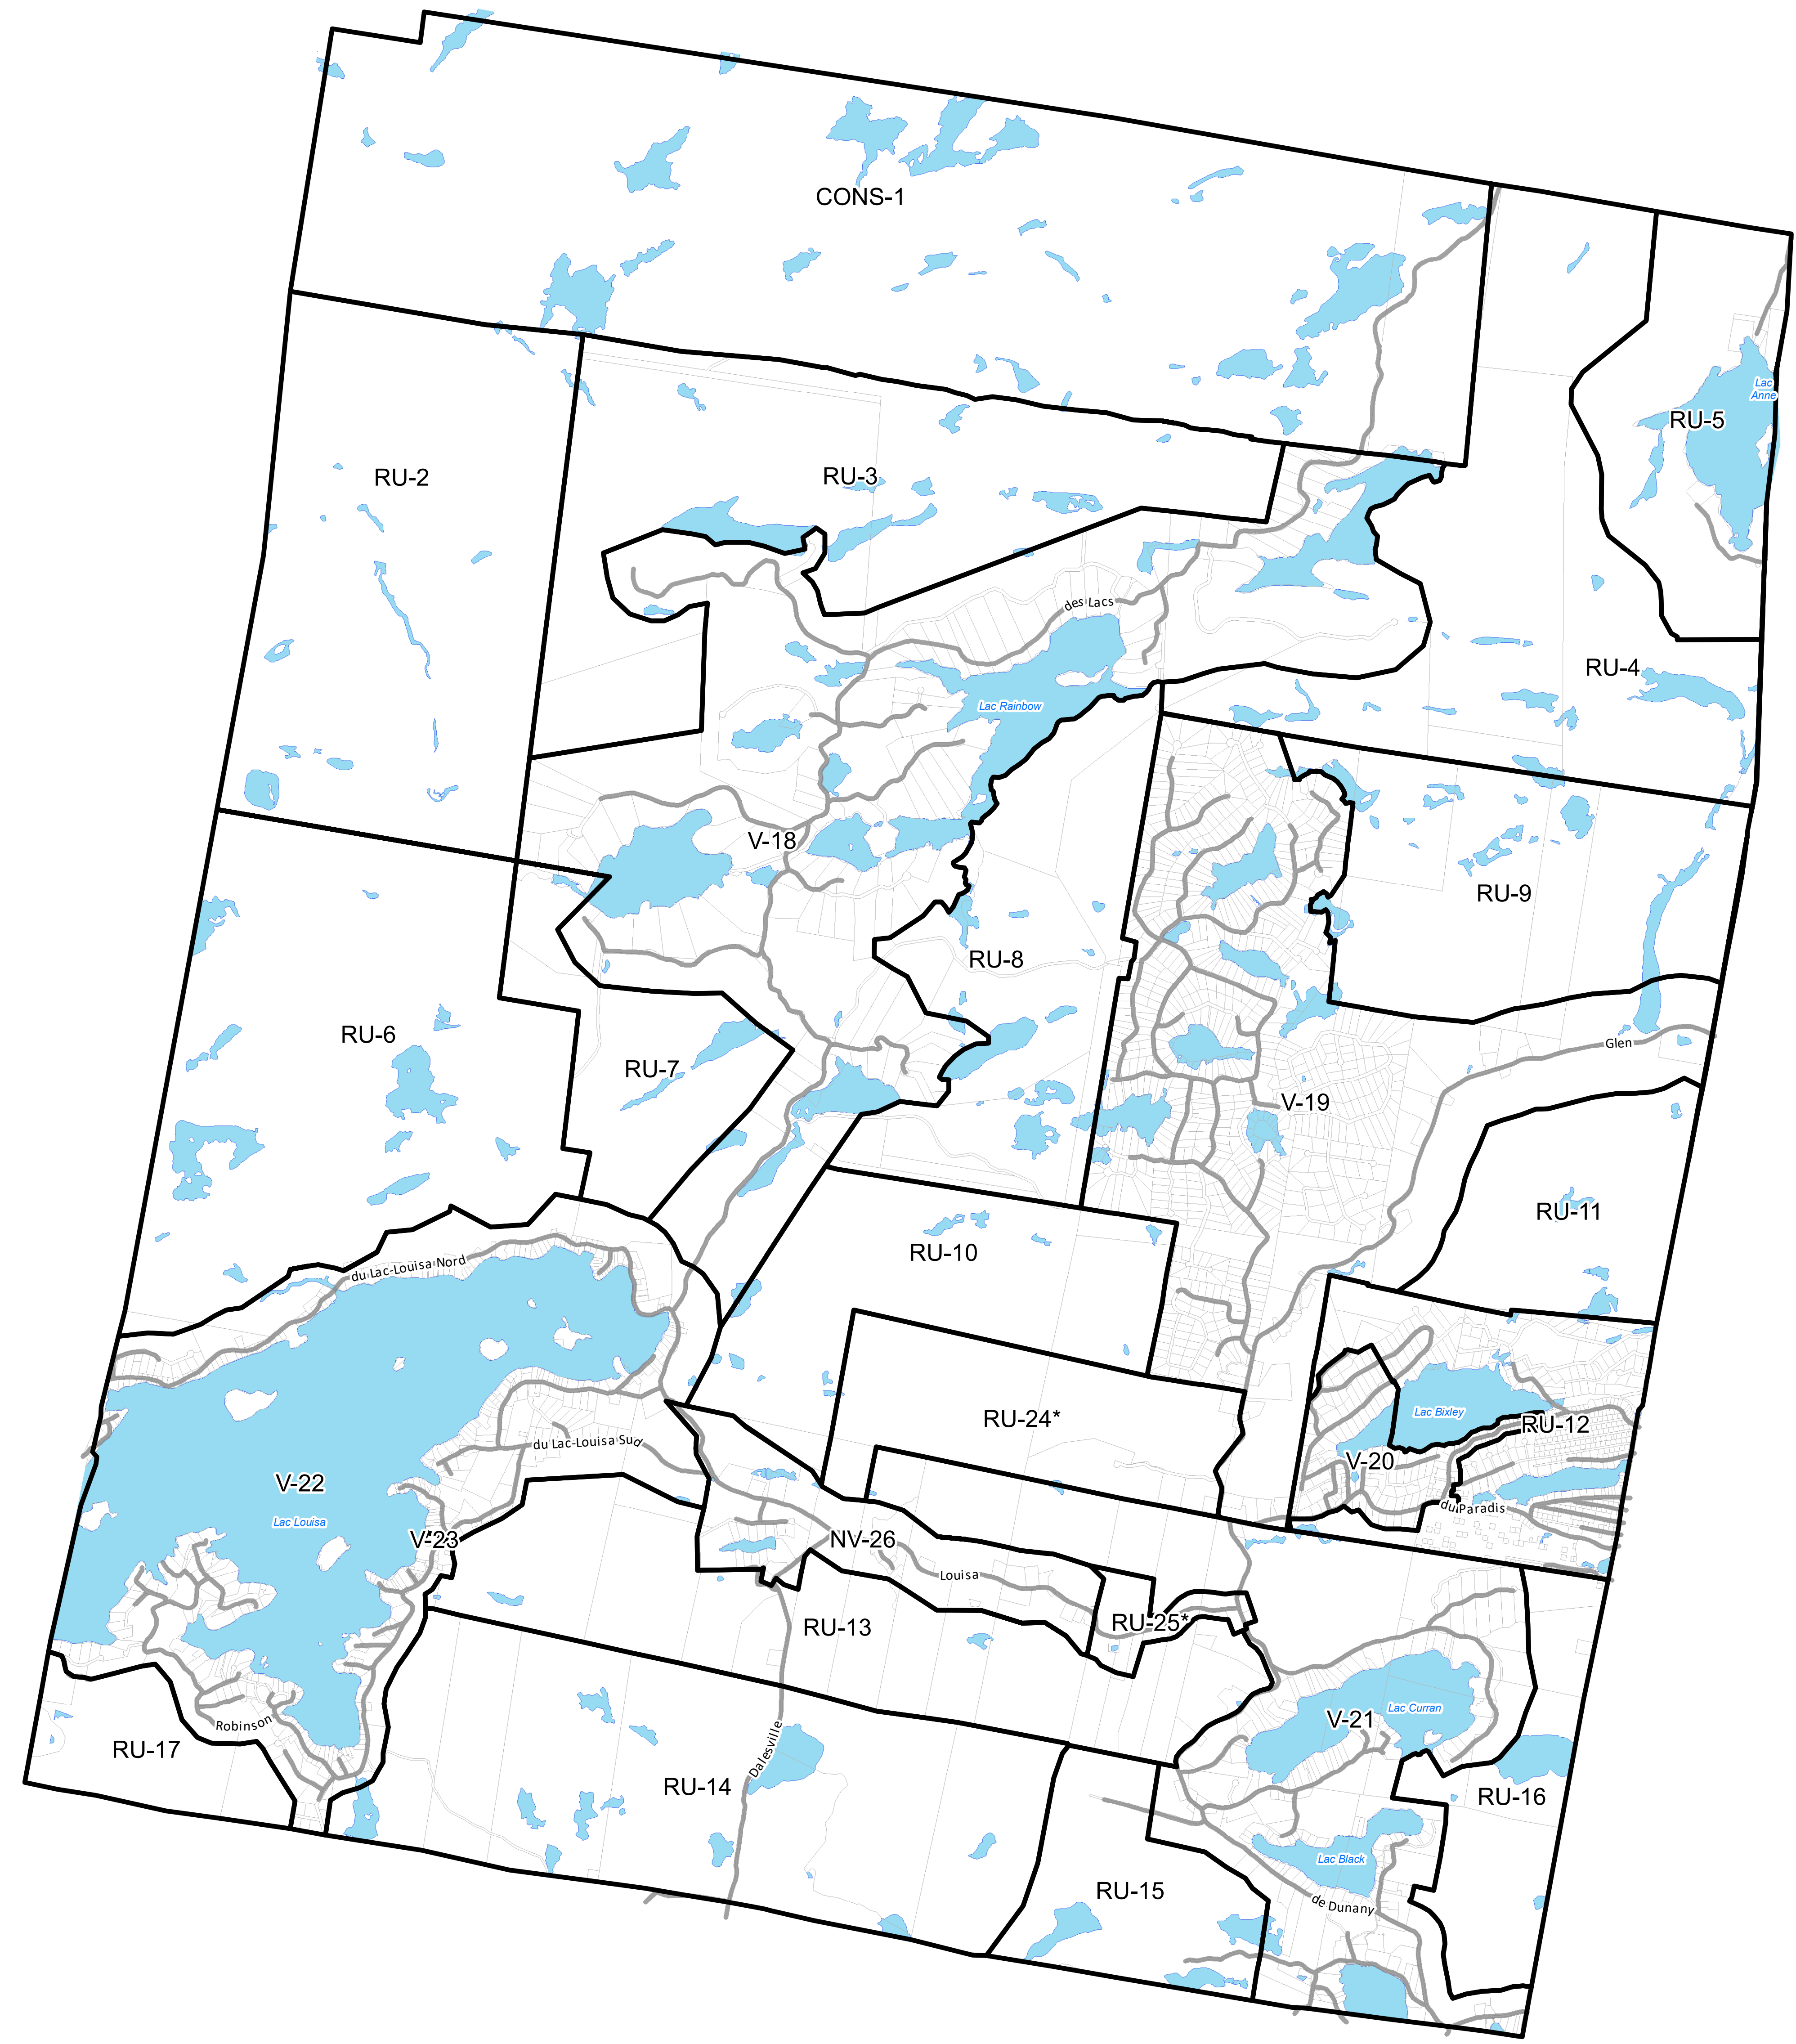 CONS-1
Lac
Anne
RU-5
RU-2
RU-3
des Lacs
RU-4
Lac Rainbow
V-18
RU-9
RU-8
RU-6
Glen
RU-7
V-19
RU-11
RU-10
du Lac-Louisa Nord
Lac Bixley
RU-24*
RU-12
du Lac-Louisa Sud
V-20
V-22
du Paradis
Lac Louisa
V-23
NV-26
Louisa
RU-25*
RU-13
Lac Curran
V-21
Robinson
RU-17
Dalesville
RU-14
RU-16
Lac Black
RU-15
de Dunany